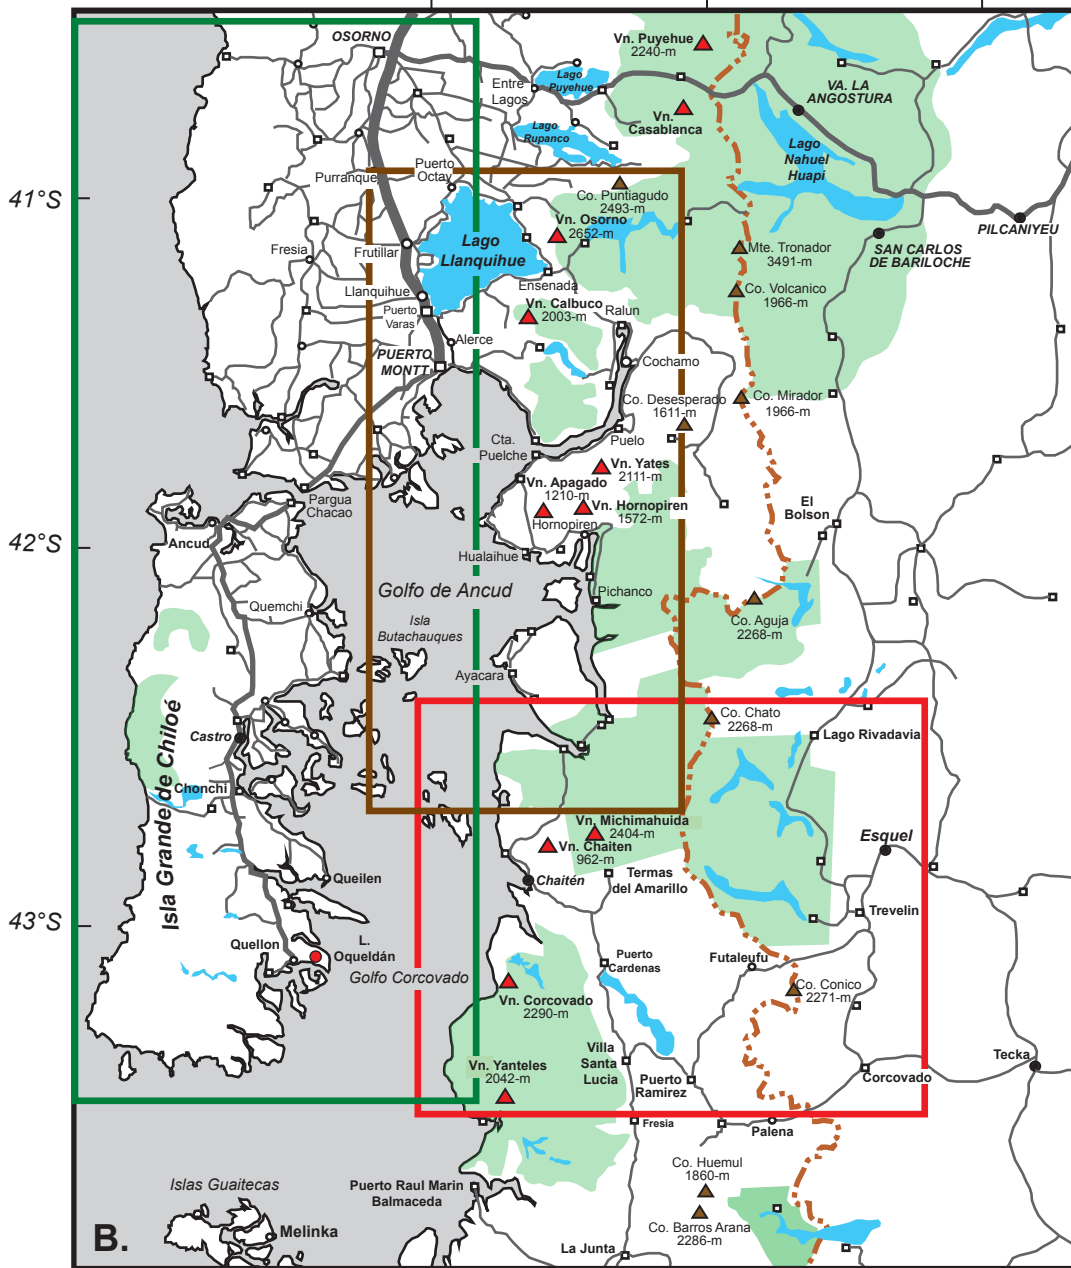 OSORNO
Vn. Puyehue
2240-m
Entre
Lagos
Lago
Puyehue
VA. LA
ANGOSTURA
Vn.
Casablanca
Lago
Rupanco
Lago
Nahuel
Huapi
Puerto
Octay
Purranque
41°S
Co. Puntiagudo
2493-m
Vn. Osorno
2652-m
PILCANIYEU
Fresia
Frutillar
Lago
Llanquihue
Mte. Tronador
3491-m
SAN CARLOS
DE BARILOCHE
Llanquihue
Ensenada
Co. Volcanico
1966-m
Puerto
Varas
Vn. Calbuco
2003-m
Ralun
Alerce
PUERTO
MONTT
Cochamo
Co. Desesperado
1611-m
Co. Mirador
1966-m
Cta.
Puelche
Puelo
Vn. Yates
2111-m
Vn. Apagado
1210-m
Vn. Hornopiren
1572-m
Hornopiren
Pargua
Chacao
El
Bolson
Ancud
42°S
Hualaihue
Golfo de Ancud
Pichanco
Quemchi
Isla
Butachauques
Co. Aguja
2268-m
Ayacara
Isla Grande de Chiloé
Castro
Co. Chato
2268-m
Lago Rivadavia
Chonchi
Vn. Michimahuida
2404-m
Vn. Chaiten
962-m
Esquel
Queilen
Chaitén
Termas
del Amarillo
Trevelin
43°S
Quellon
L.
Oqueldán
Golfo Corcovado
Puerto
Cardenas
Futaleufu
Vn. Corcovado
2290-m
Co. Conico
2271-m
Vn. Yanteles
2042-m
Villa
Santa
Lucia
Puerto
Ramirez
Corcovado
Tecka
Fresia
Palena
Islas Guaitecas
Puerto Raul Marin
Balmaceda
Co. Huemul
1860-m
Melinka
Co. Barros Arana
2286-m
La Junta
B.